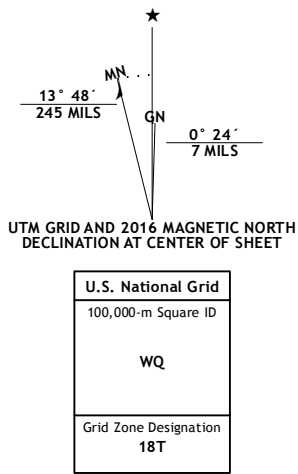 ★
MN
GN
13° 48´
245 MILS
0° 24´
7 MILS
UTM GRID AND 2016 MAGNETIC NORTH
DECLINATION AT CENTER OF SHEET
U.S. National Grid
100,000-m Square ID
WQ
Grid Zone Designation
18T